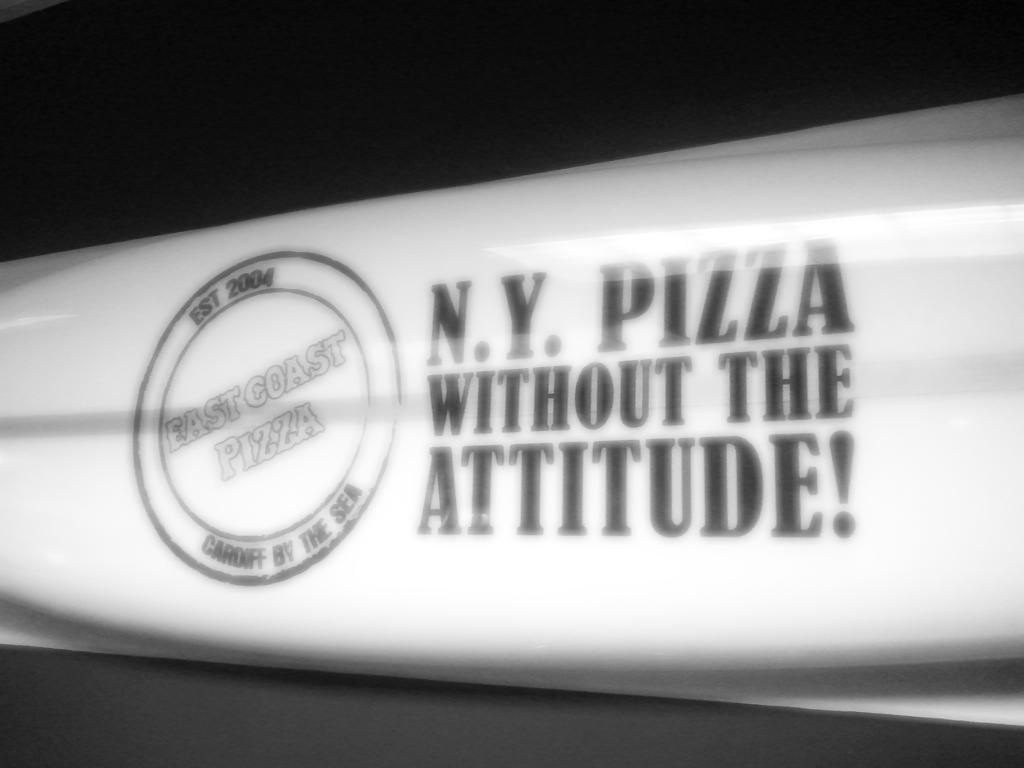 EST 2004
EAST COAST
PIZZA
CARDIFF BY THE SEA
N.Y. PIZZA
WITHOUT THE
ATTITUDE!